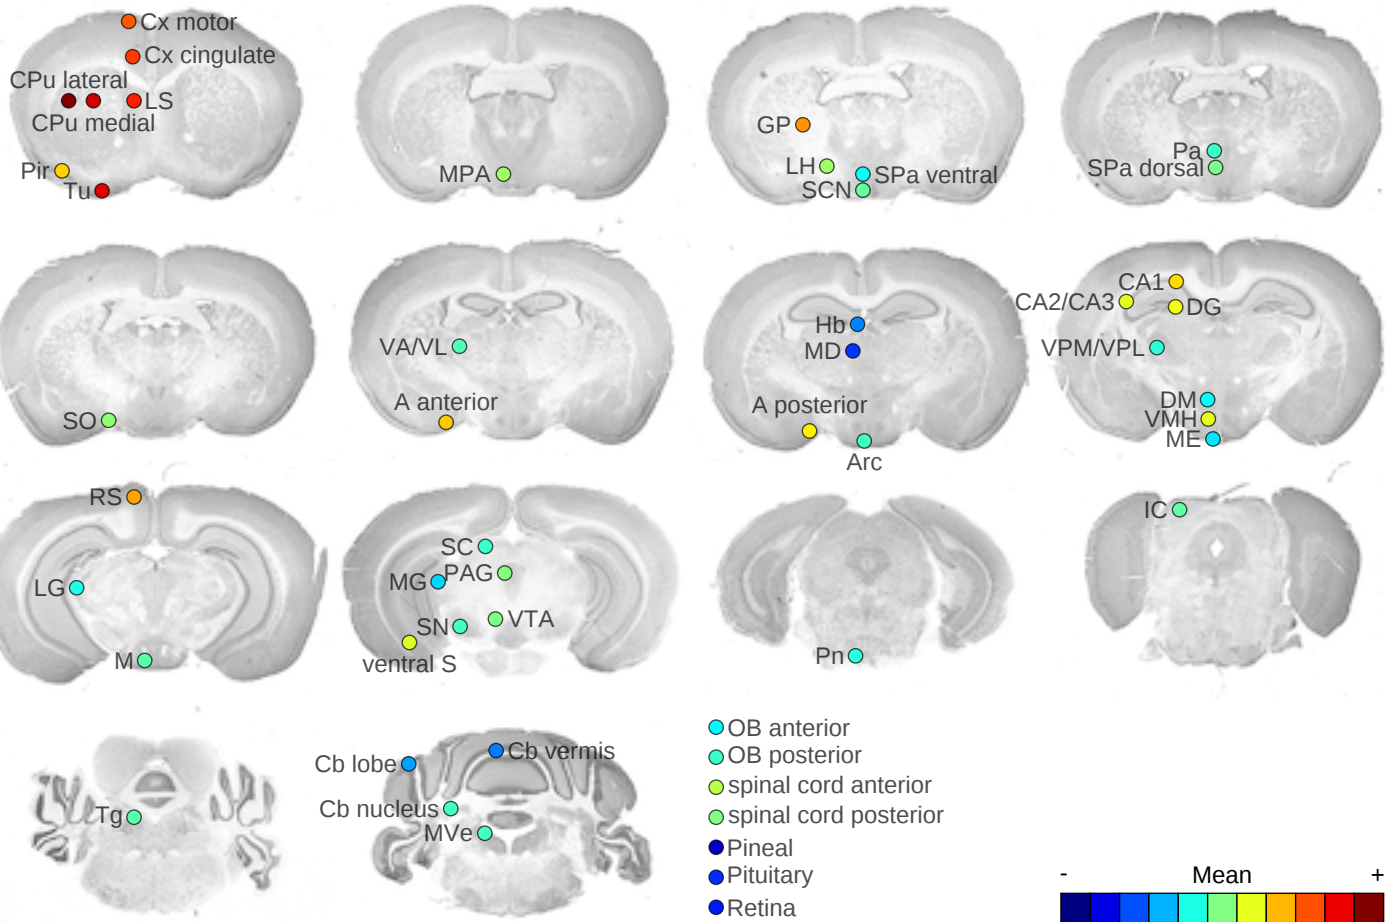 Cx motor
Cx cingulate
CPu lateral
LS
CPu medial
Pir
Tu
MPA
GP
LH
SPa ventral
SCN
Pa
SPa dorsal
SO
VA/VL
A anterior
Hb
MD
A posterior
Arc
CA1
CA2/CA3
DG
VPM/VPL
DM
VMH
ME
RS
LG
M
SC
MG
PAG
SN
VTA
ventral S
Pn
IC
Tg
Cb lobe
Cb vermis
Cb nucleus
MVe
OB anterior
OB posterior
spinal cord anterior
spinal cord posterior
Pineal
Pituitary
Retina
- Mean +